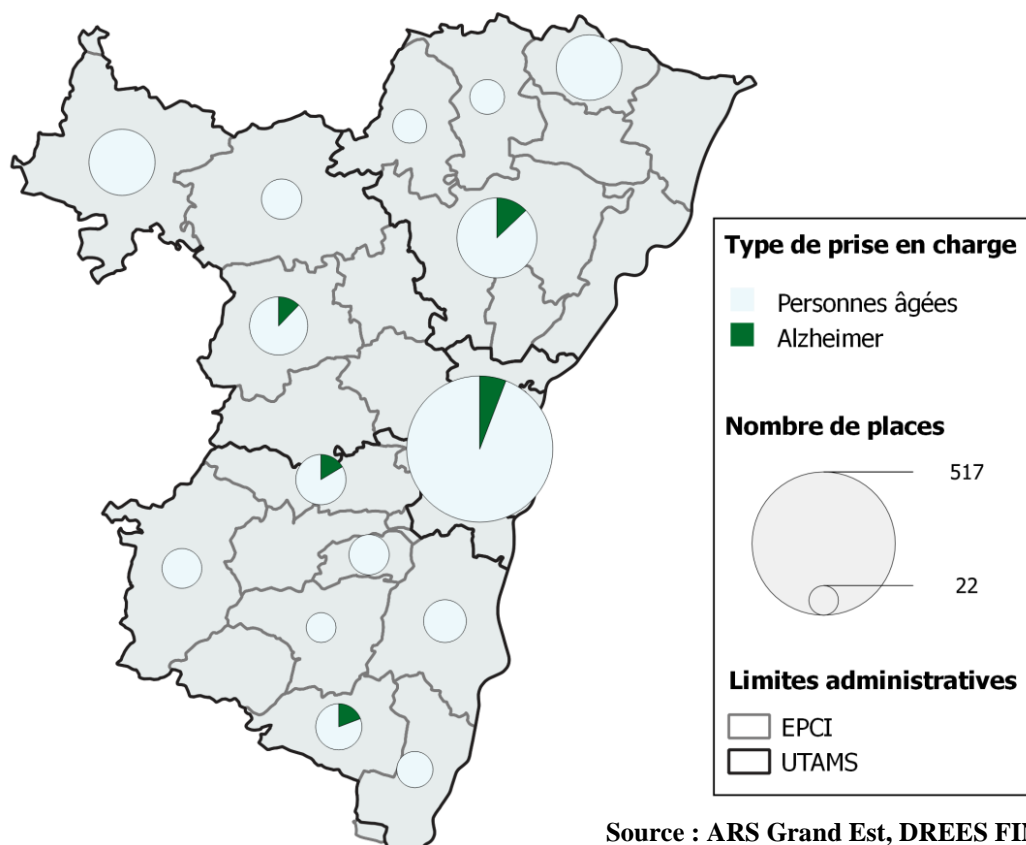 Type de prise en charge
Personnes âgées
Alzheimer
Nombre de places
517
22
Limites administratives
EPCI
UTAMS
Source : ARS Grand Est, DREES